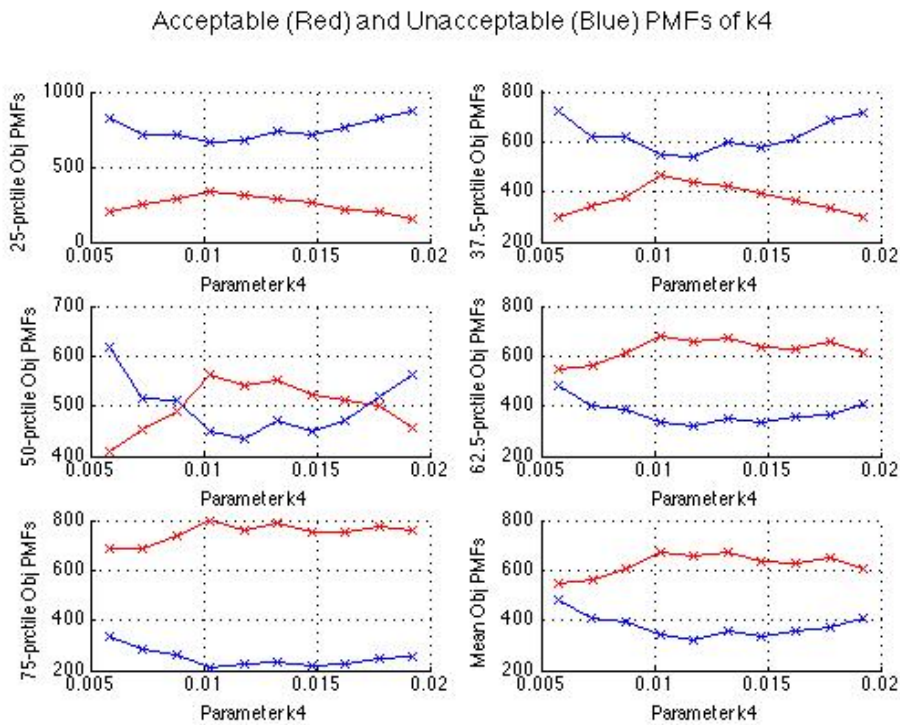 Acceptable (Red) and Unacceptable (Blue) PMFs of k4
25-prctile Obj PMFs
1000
500
0
0.005 0.01 0.015 0.02
Parameter k4
37.5-prctile Obj PMFs
800
600
400
200
0.005 0.01 0.015 0.02
Parameter k4
50-prctile Obj PMFs
700
600
500
400
0.005 0.01 0.015 0.02
Parameter k4
62.5-prctile Obj PMFs
800
600
400
200
0.005 0.01 0.015 0.02
Parameter k4
75-prctile Obj PMFs
800
600
400
200
0.005 0.01 0.015 0.02
Parameter k4
Mean Obj PMFs
800
600
400
200
0.005 0.01 0.015 0.02
Parameter k4